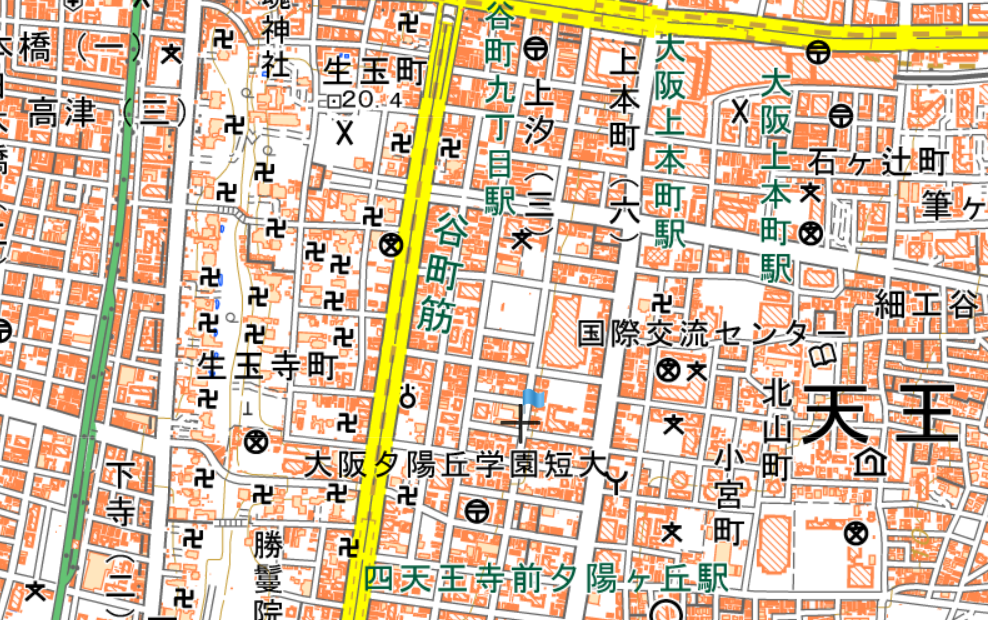 魂神社
谷町九丁目駅
本橋（一）
生玉町
20.4
高津（三）
上汐（三）
上本町（六）
大阪上本町駅
大阪上本町駅
石ヶ辻町
筆ヶ
谷町筋
細工谷
国際交流センター
生玉寺町
天王
北山町
大阪夕陽丘学園短大
小宮町
下寺（二）
勝鬘院
四天王寺前夕陽ヶ丘駅